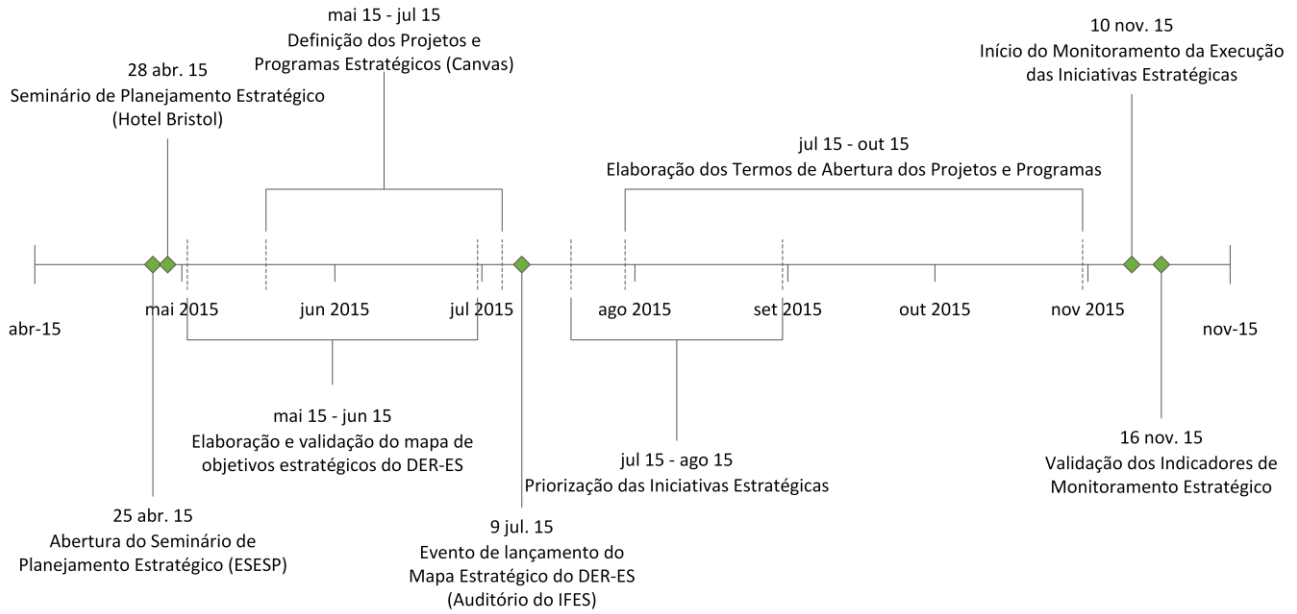 mai 15 - jul 15
Definição dos Projetos e
Programas Estratégicos (Canvas)
10 nov. 15
Início do Monitoramento da Execução
das Iniciativas Estratégicas
28 abr. 15
Seminário de Planejamento Estratégico
(Hotel Bristol)
jul 15 - out 15
Elaboração dos Termos de Abertura dos Projetos e Programas
abr-15
mai 2015
jun 2015
jul 2015
ago 2015
set 2015
out 2015
nov 2015
nov-15
mai 15 - jun 15
Elaboração e validação do mapa de
objetivos estratégicos do DER-ES
jul 15 - ago 15
Priorização das Iniciativas Estratégicas
16 nov. 15
Validação dos Indicadores de
Monitoramento Estratégico
25 abr. 15
Abertura do Seminário de
Planejamento Estratégico (ESESP)
9 jul. 15
Evento de lançamento do
Mapa Estratégico do DER-ES
(Auditório do IFES)